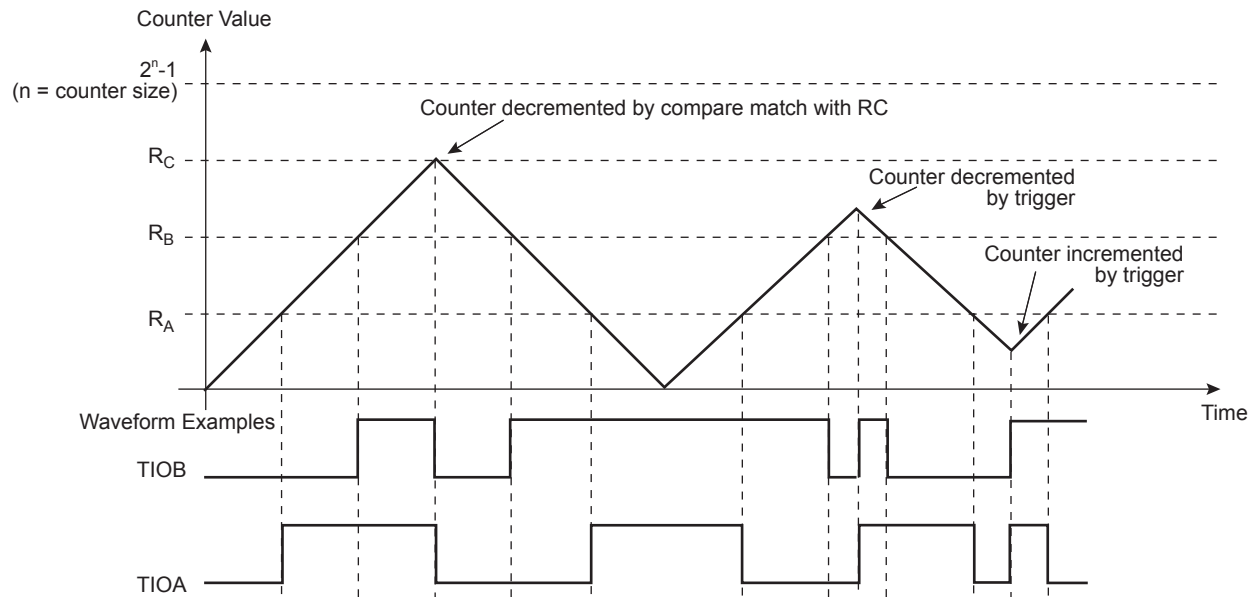 Counter Value
2ⁿ-1
(n = counter size)
Counter decremented by compare match with RC
R_C
Counter decremented
by trigger
R_B
Counter incremented
by trigger
R_A
Time
Waveform Examples
TIOB
TIOA